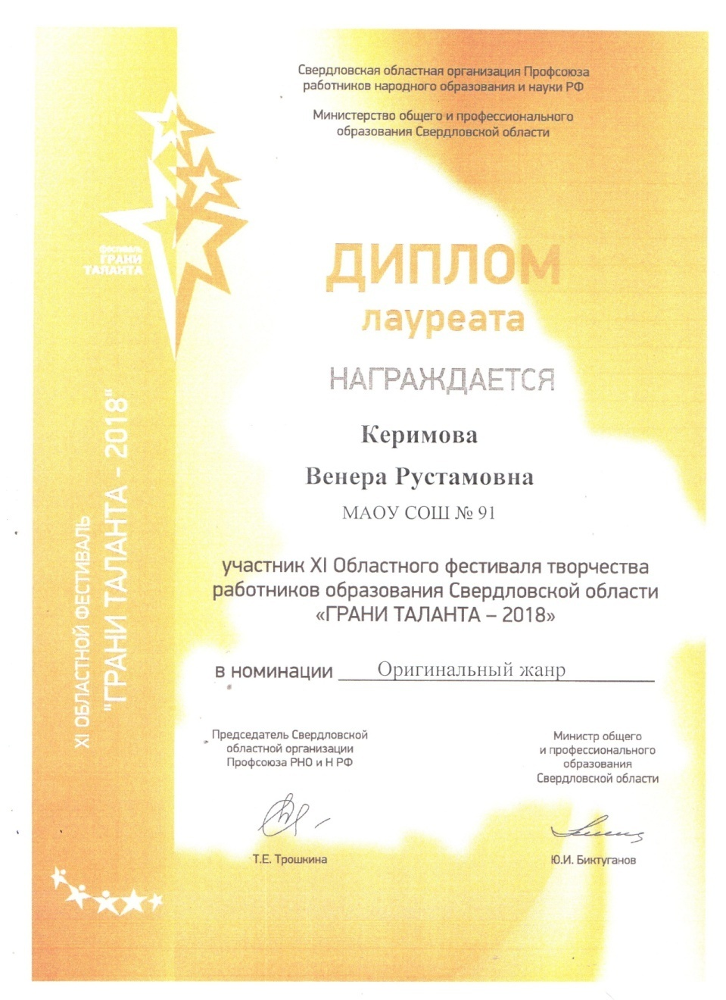 Свердловская областная организация Профсоюза
работников народного образования и науки РФ
Министерство общего и профессионального
образования Свердловской области
фестиваль
ГРАНИ
ТАЛАНТА
ДИПЛОМ
лауреата
НАГРАЖДАЕТСЯ
Керимова
Венера Рустамовна
МАОУ СОШ № 91
участник XI Областного фестиваля творчества
работников образования Свердловской области
«ГРАНИ ТАЛАНТА – 2018»
в номинации Оригинальный жанр
XI ОБЛАСТНОЙ ФЕСТИВАЛЬ
"ГРАНИ ТАЛАНТА - 2018"
Председатель Свердловской
областной организации
Профсоюза РНО и Н РФ
Т.Е. Трошкина
Министр общего
и профессионального
образования
Свердловской области
Ю.И. Биктуганов